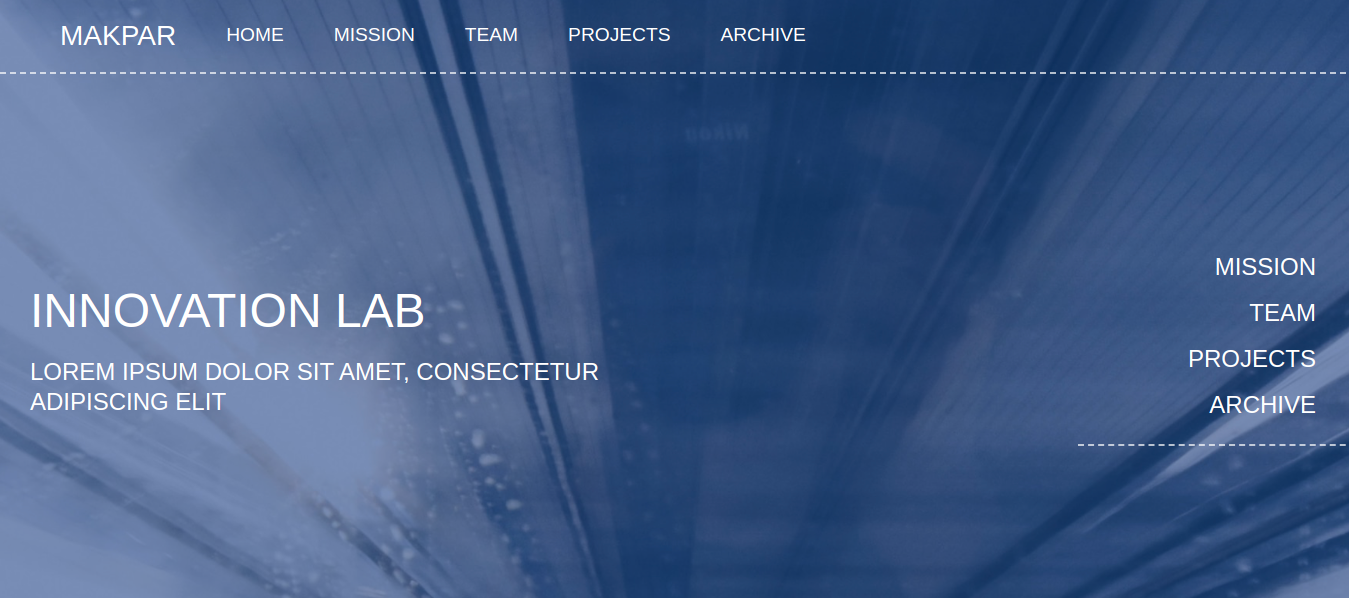 MAKPAR HOME MISSION TEAM PROJECTS ARCHIVE
Nikon
INNOVATION LAB
LOREM IPSUM DOLOR SIT AMET, CONSECTETUR
ADIPISCING ELIT
MISSION
TEAM
PROJECTS
ARCHIVE